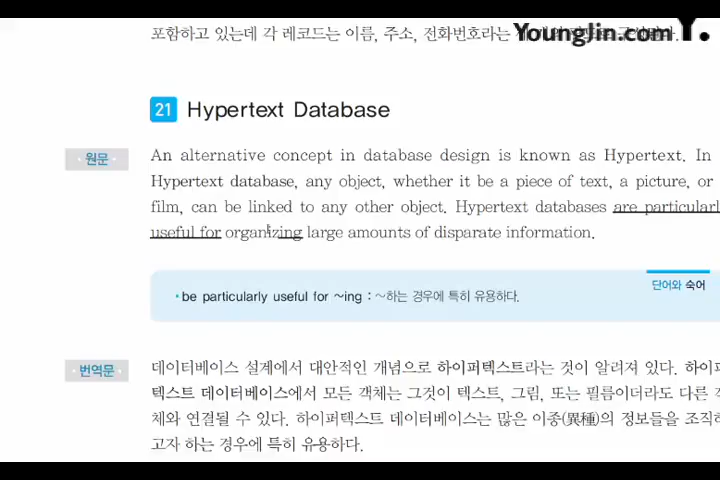 포함하고 있는데 각 레코드는 이름, 주소, 전화번호라는
Youngjin.com Y.
21 Hypertext Database
원문
An alternative concept in database design is known as Hypertext. In
Hypertext database, any object, whether it be a piece of text, a picture, or
film, can be linked to any other object. Hypertext databases are particularl
useful for organizing large amounts of disparate information.
단어와 숙어
• be particularly useful for ~ing : ~하는 경우에 특히 유용하다.
번역문
데이터베이스 설계에서 대안적인 개념으로 하이퍼텍스트라는 것이 알려져 있다. 하이
텍스트 데이터베이스에서 모든 객체는 그것이 텍스트, 그림, 또는 필름이더라도 다른
체와 연결될 수 있다. 하이퍼텍스트 데이터베이스는 많은 이종(異種)의 정보들을 조직
고자 하는 경우에 특히 유용하다.